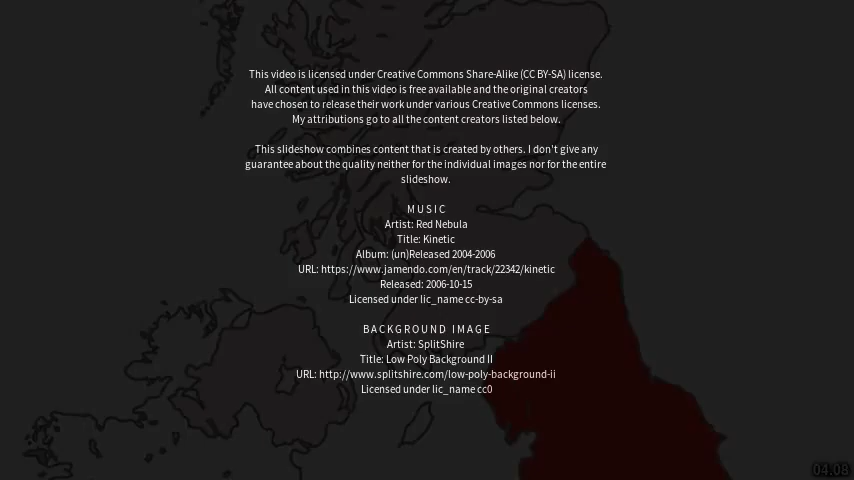 This video is licensed under Creative Commons Share-Alike (CC BY-SA) license.
All content used in this video is free available and the original creators
have chosen to release their work under various Creative Commons licenses.
My attributions go to all the content creators listed below.
This slideshow combines content that is created by others. I don't give any
guarantee about the quality neither for the individual images nor for the entire
slideshow.
MUSIC
Artist: Red Nebula
Title: Kinetic
Album: (un)Released 2004-2006
URL: https://www.jamendo.com/en/track/22342/kinetic
Released: 2006-10-15
Licensed under lic_name cc-by-sa
BACKGROUND IMAGE
Artist: SplitShire
Title: Low Poly Background II
URL: http://www.splitshire.com/low-poly-background-ii
Licensed under lic_name cc0
04.08